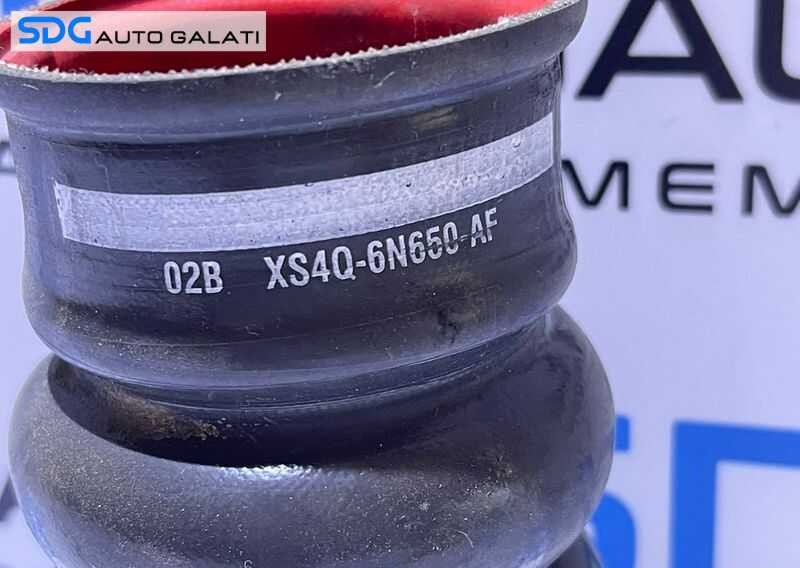 SDG AUTO GALATI
02B XS4Q-6N650-AF